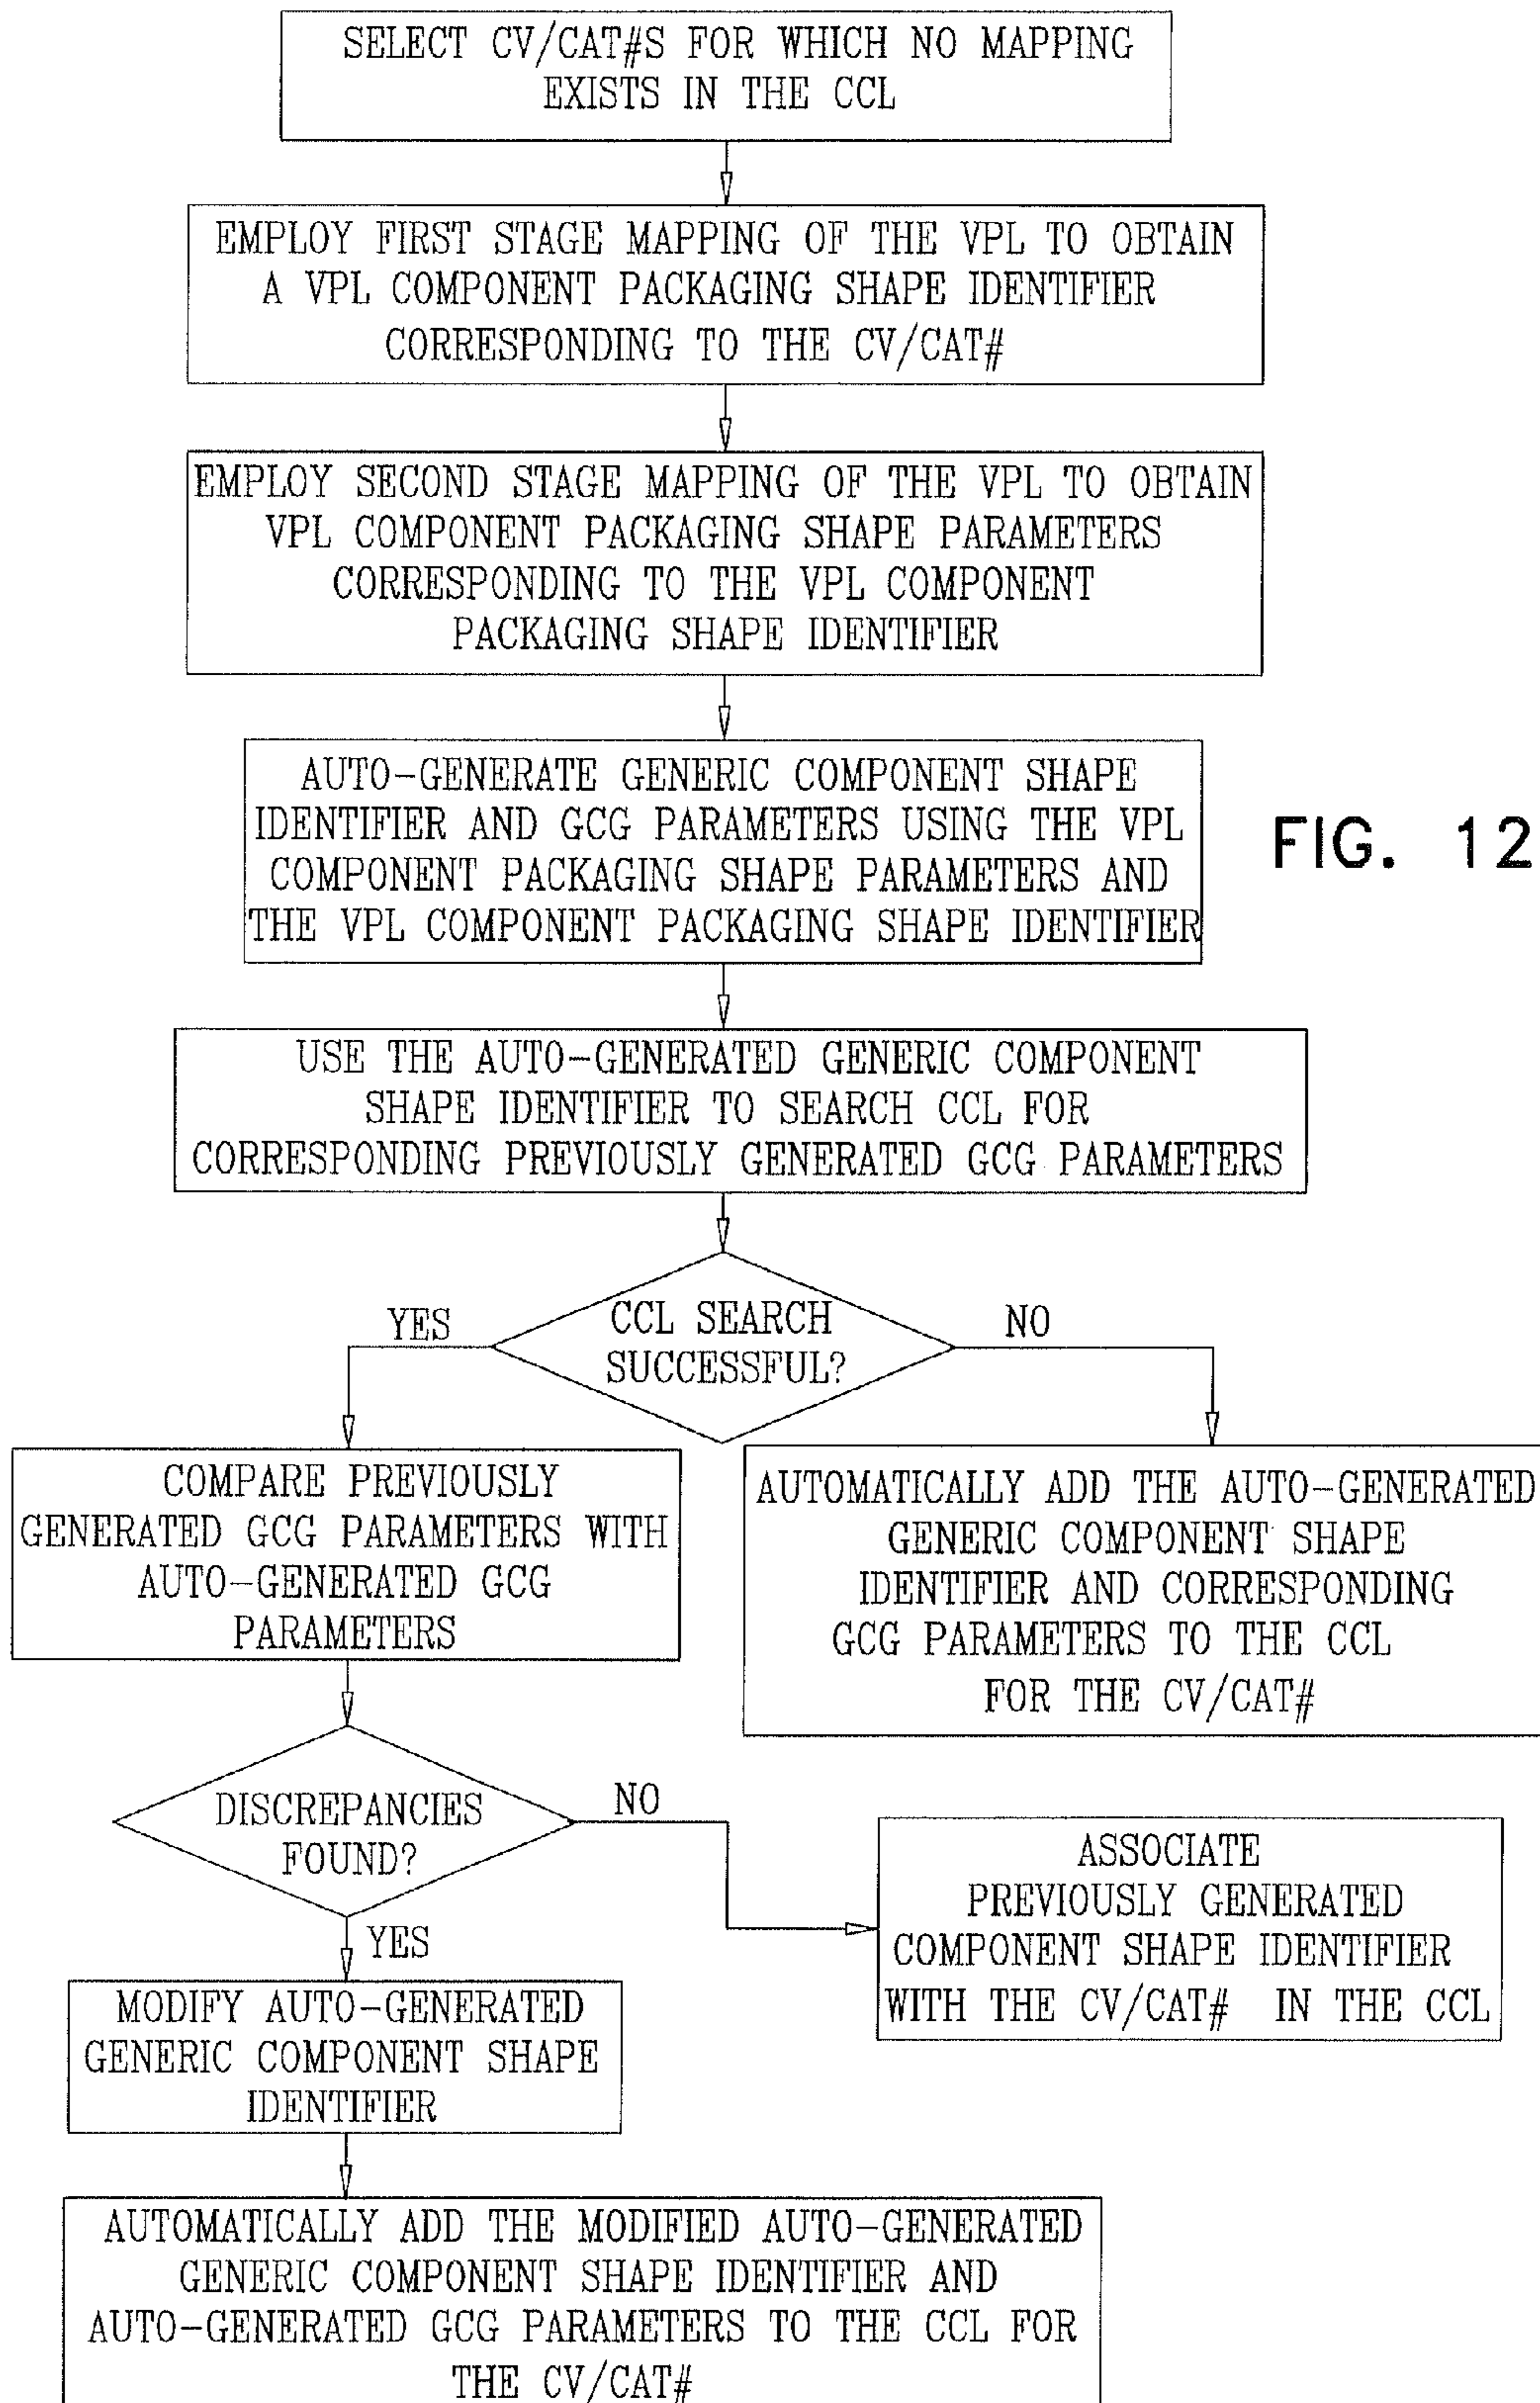 SELECT CV/CAT#S FOR WHICH NO MAPPING
EXISTS IN THE CCL
EMPLOY FIRST STAGE MAPPING OF THE VPL TO OBTAIN
A VPL COMPONENT PACKAGING SHAPE IDENTIFIER
CORRESPONDING TO THE CV/CAT#
EMPLOY SECOND STAGE MAPPING OF THE VPL TO OBTAIN
VPL COMPONENT PACKAGING SHAPE PARAMETERS
CORRESPONDING TO THE VPL COMPONENT
PACKAGING SHAPE IDENTIFIER
AUTO-GENERATE GENERIC COMPONENT SHAPE
IDENTIFIER AND GCG PARAMETERS USING THE VPL
COMPONENT PACKAGING SHAPE PARAMETERS AND
THE VPL COMPONENT PACKAGING SHAPE IDENTIFIER
FIG. 12
USE THE AUTO-GENERATED GENERIC COMPONENT
SHAPE IDENTIFIER TO SEARCH CCL FOR
CORRESPONDING PREVIOUSLY GENERATED GCG PARAMETERS
CCL SEARCH
SUCCESSFUL?
YES
NO
COMPARE PREVIOUSLY
GENERATED GCG PARAMETERS WITH
AUTO-GENERATED GCG
PARAMETERS
AUTOMATICALLY ADD THE AUTO-GENERATED
GENERIC COMPONENT SHAPE
IDENTIFIER AND CORRESPONDING
GCG PARAMETERS TO THE CCL
FOR THE CV/CAT#
DISCREPANCIES
FOUND?
NO
YES
ASSOCIATE
PREVIOUSLY GENERATED
COMPONENT SHAPE IDENTIFIER
WITH THE CV/CAT# IN THE CCL
MODIFY AUTO-GENERATED
GENERIC COMPONENT SHAPE
IDENTIFIER
AUTOMATICALLY ADD THE MODIFIED AUTO-GENERATED
GENERIC COMPONENT SHAPE IDENTIFIER AND
AUTO-GENERATED GCG PARAMETERS TO THE CCL FOR
THE CV/CAT#